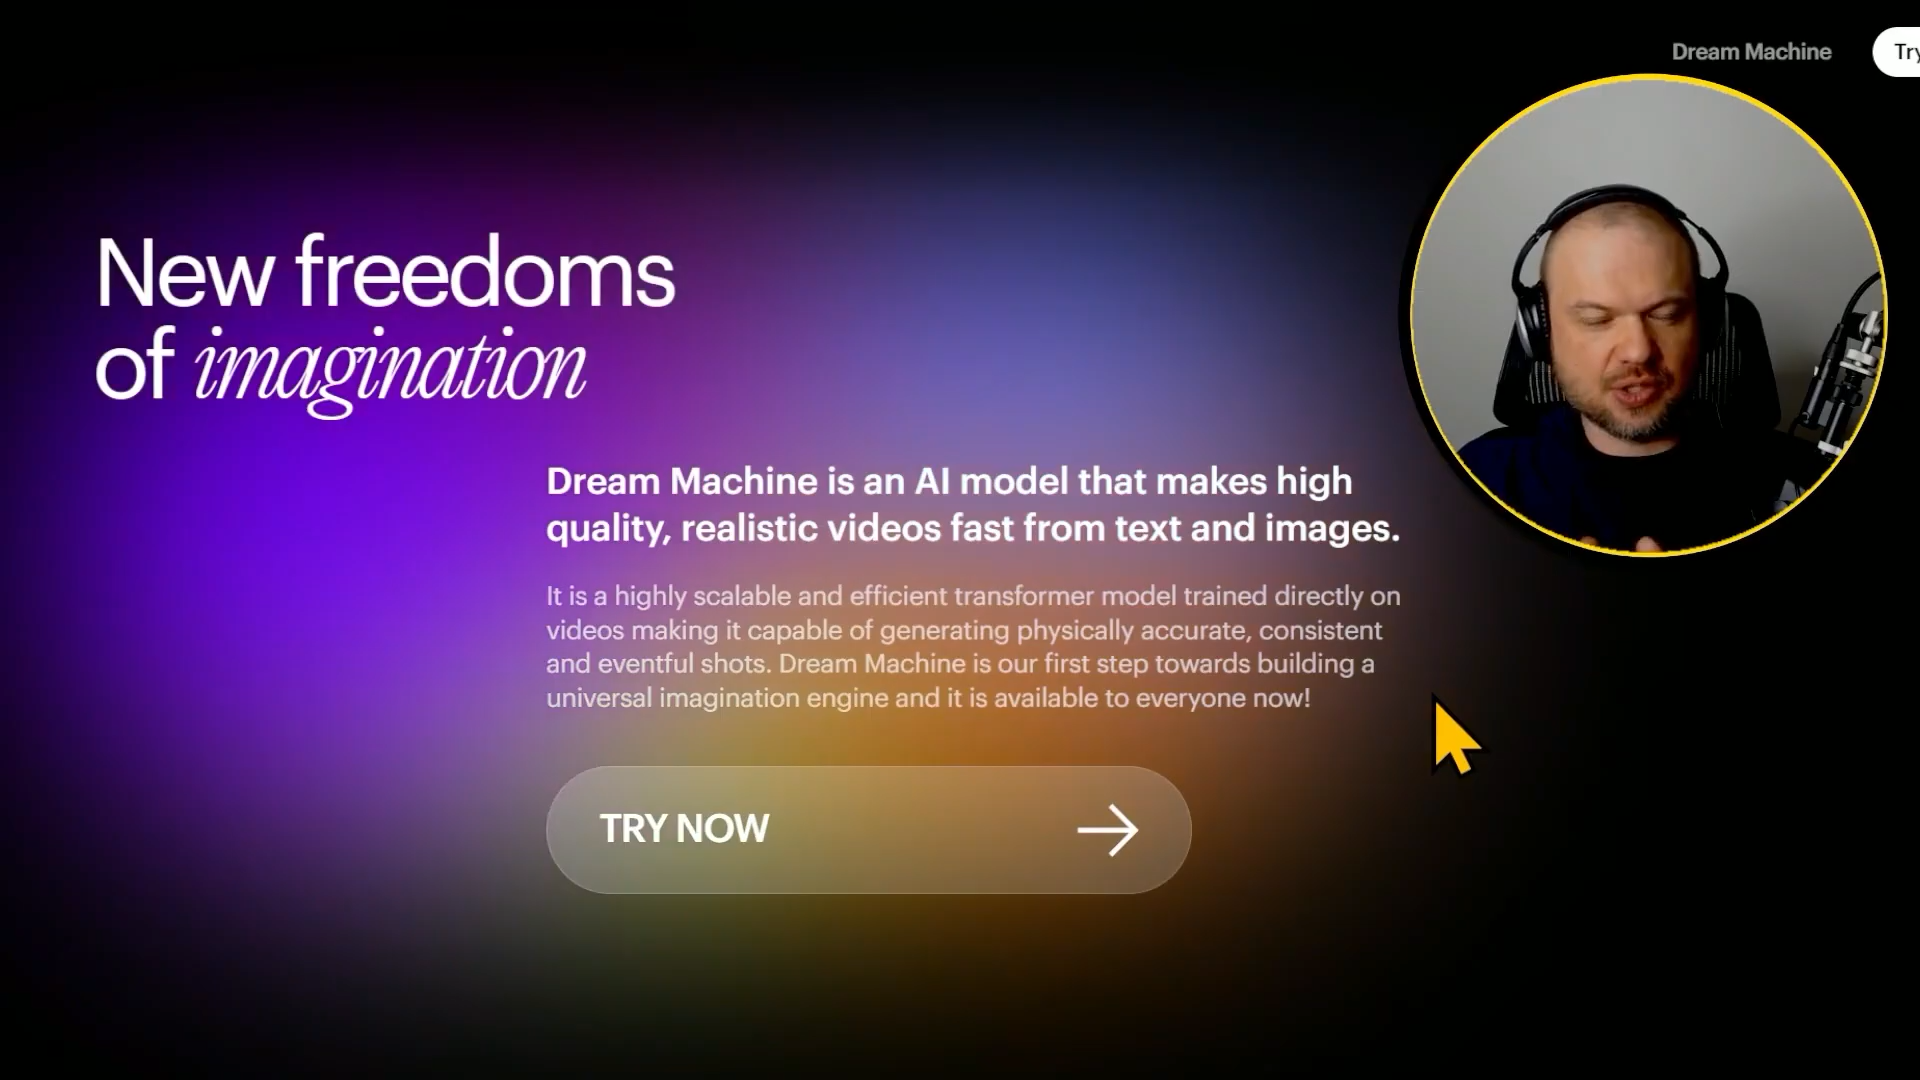 Dream Machine
Try
New freedoms
of imagination
Dream Machine is an AI model that makes high
quality, realistic videos fast from text and images.
It is a highly scalable and efficient transformer model trained directly on
videos making it capable of generating physically accurate, consistent
and eventful shots. Dream Machine is our first step towards building a
universal imagination engine and it is available to everyone now!
TRY NOW